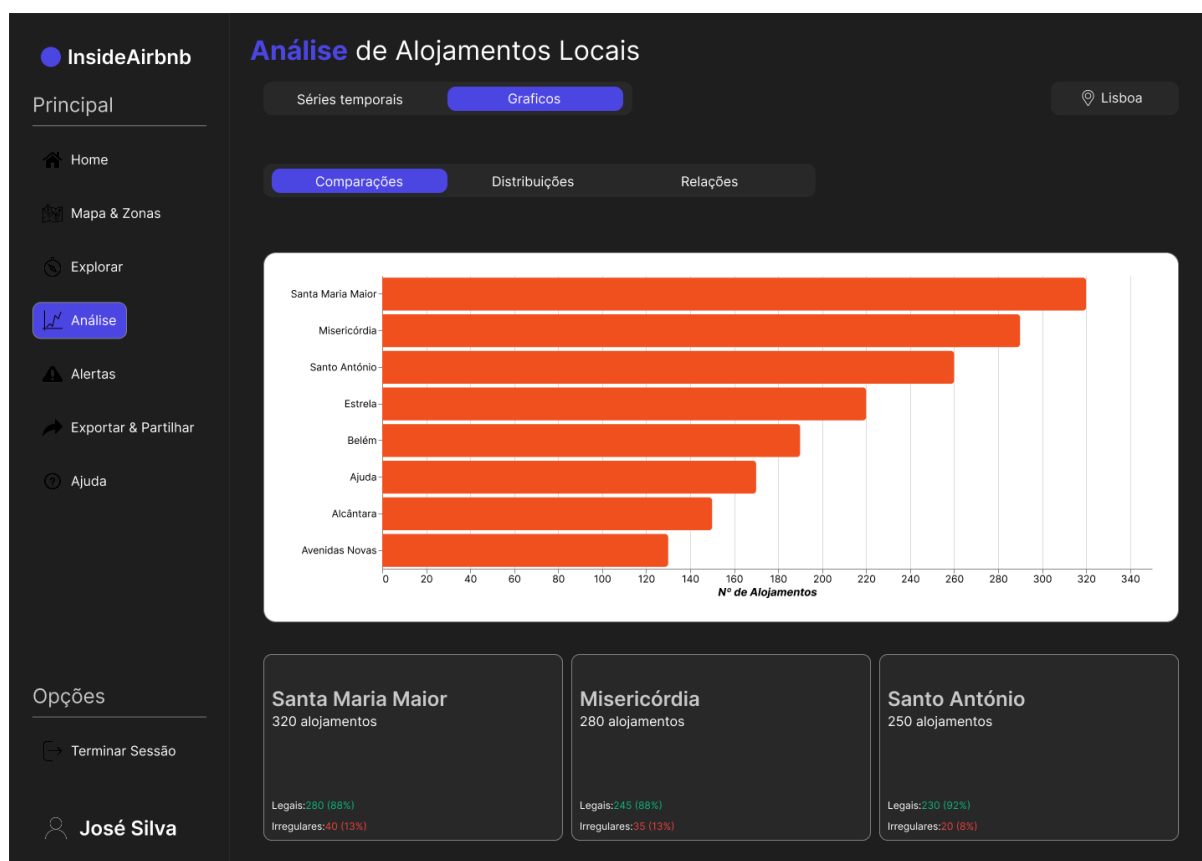 InsideAirbnb
Principal
Home
Mapa & Zonas
Explorar
Análise
Alertas
Exportar & Partilhar
Ajuda
Opções
Terminar Sessão
José Silva
Análise de Alojamentos Locais
Séries temporais
Graficos
Lisboa
Comparações
Distribuições
Relações
Santa Maria Maior
Misericórdia
Santo António
Estrela
Belém
Ajuda
Alcântara
Avenidas Novas
0 20 40 60 80 100 120 140 160 180 200 220 240 260 280 300 320 340
Nº de Alojamentos
Santa Maria Maior
320 alojamentos
Legais:280 (88%)
Irregulares:40 (13%)
Misericórdia
280 alojamentos
Legais:245 (88%)
Irregulares:35 (13%)
Santo António
250 alojamentos
Legais:230 (92%)
Irregulares:20 (8%)